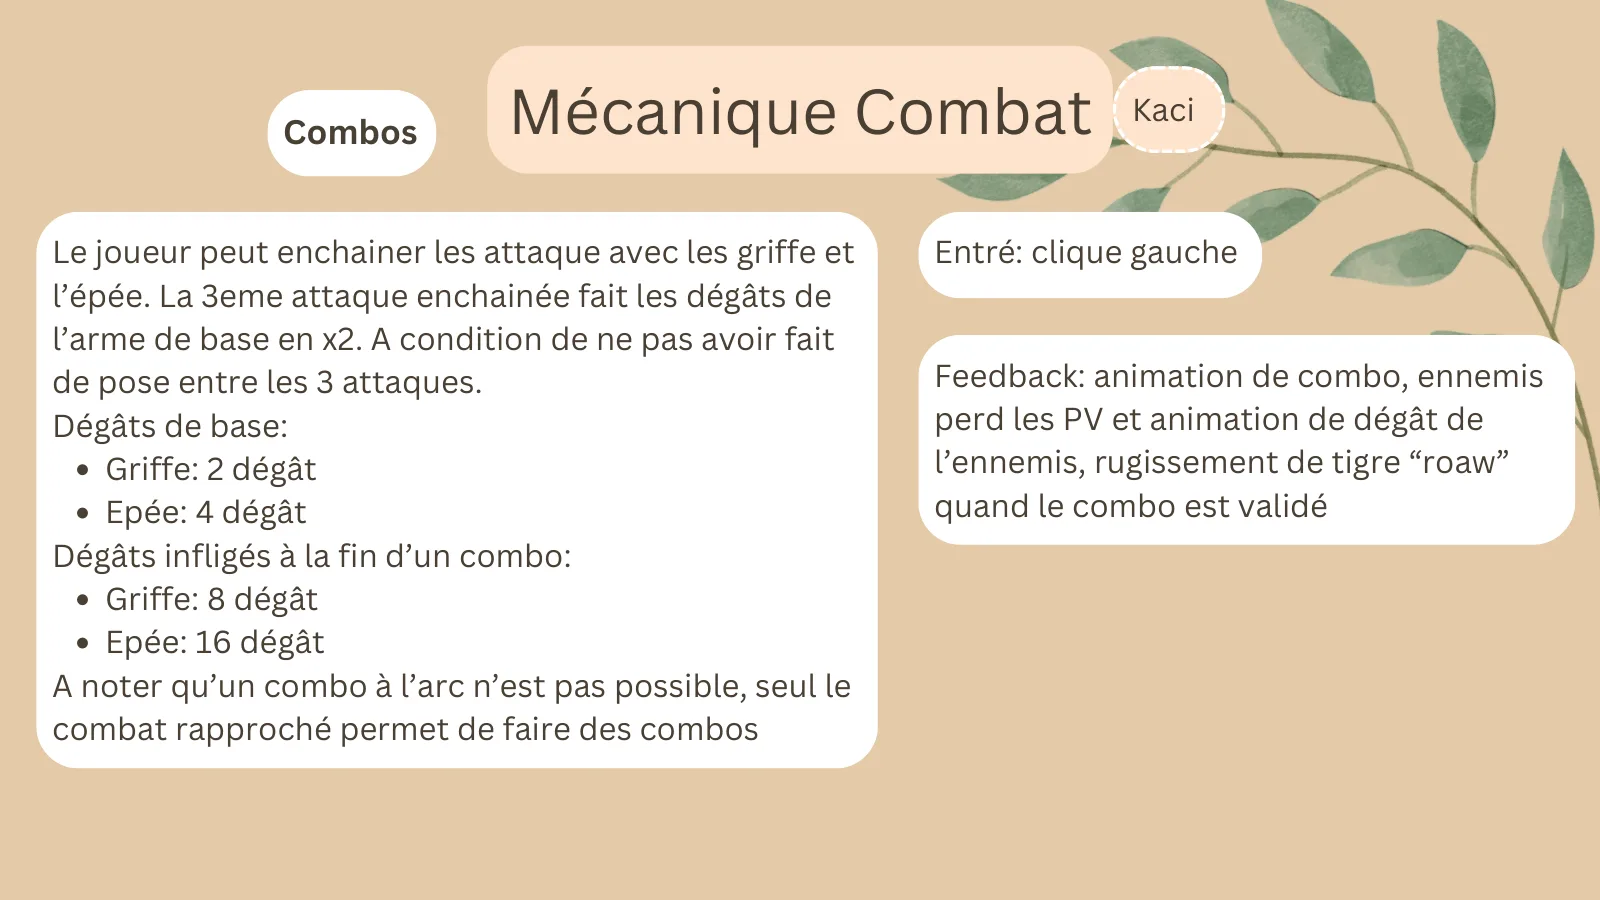 Mécanique Combat
Kaci
Combos
Le joueur peut enchainer les attaque avec les griffe et
l’épée. La 3eme attaque enchainée fait les dégâts de
l’arme de base en x2. A condition de ne pas avoir fait
de pose entre les 3 attaques.
Dégâts de base:
• Griffe: 2 dégât
• Epée: 4 dégât
Dégâts infligés à la fin d’un combo:
• Griffe: 8 dégât
• Epée: 16 dégât
A noter qu’un combo à l’arc n’est pas possible, seul le
combat rapproché permet de faire des combos
Entré: clique gauche
Feedback: animation de combo, ennemis
perd les PV et animation de dégât de
l’ennemis, rugissement de tigre “roaw”
quand le combo est validé